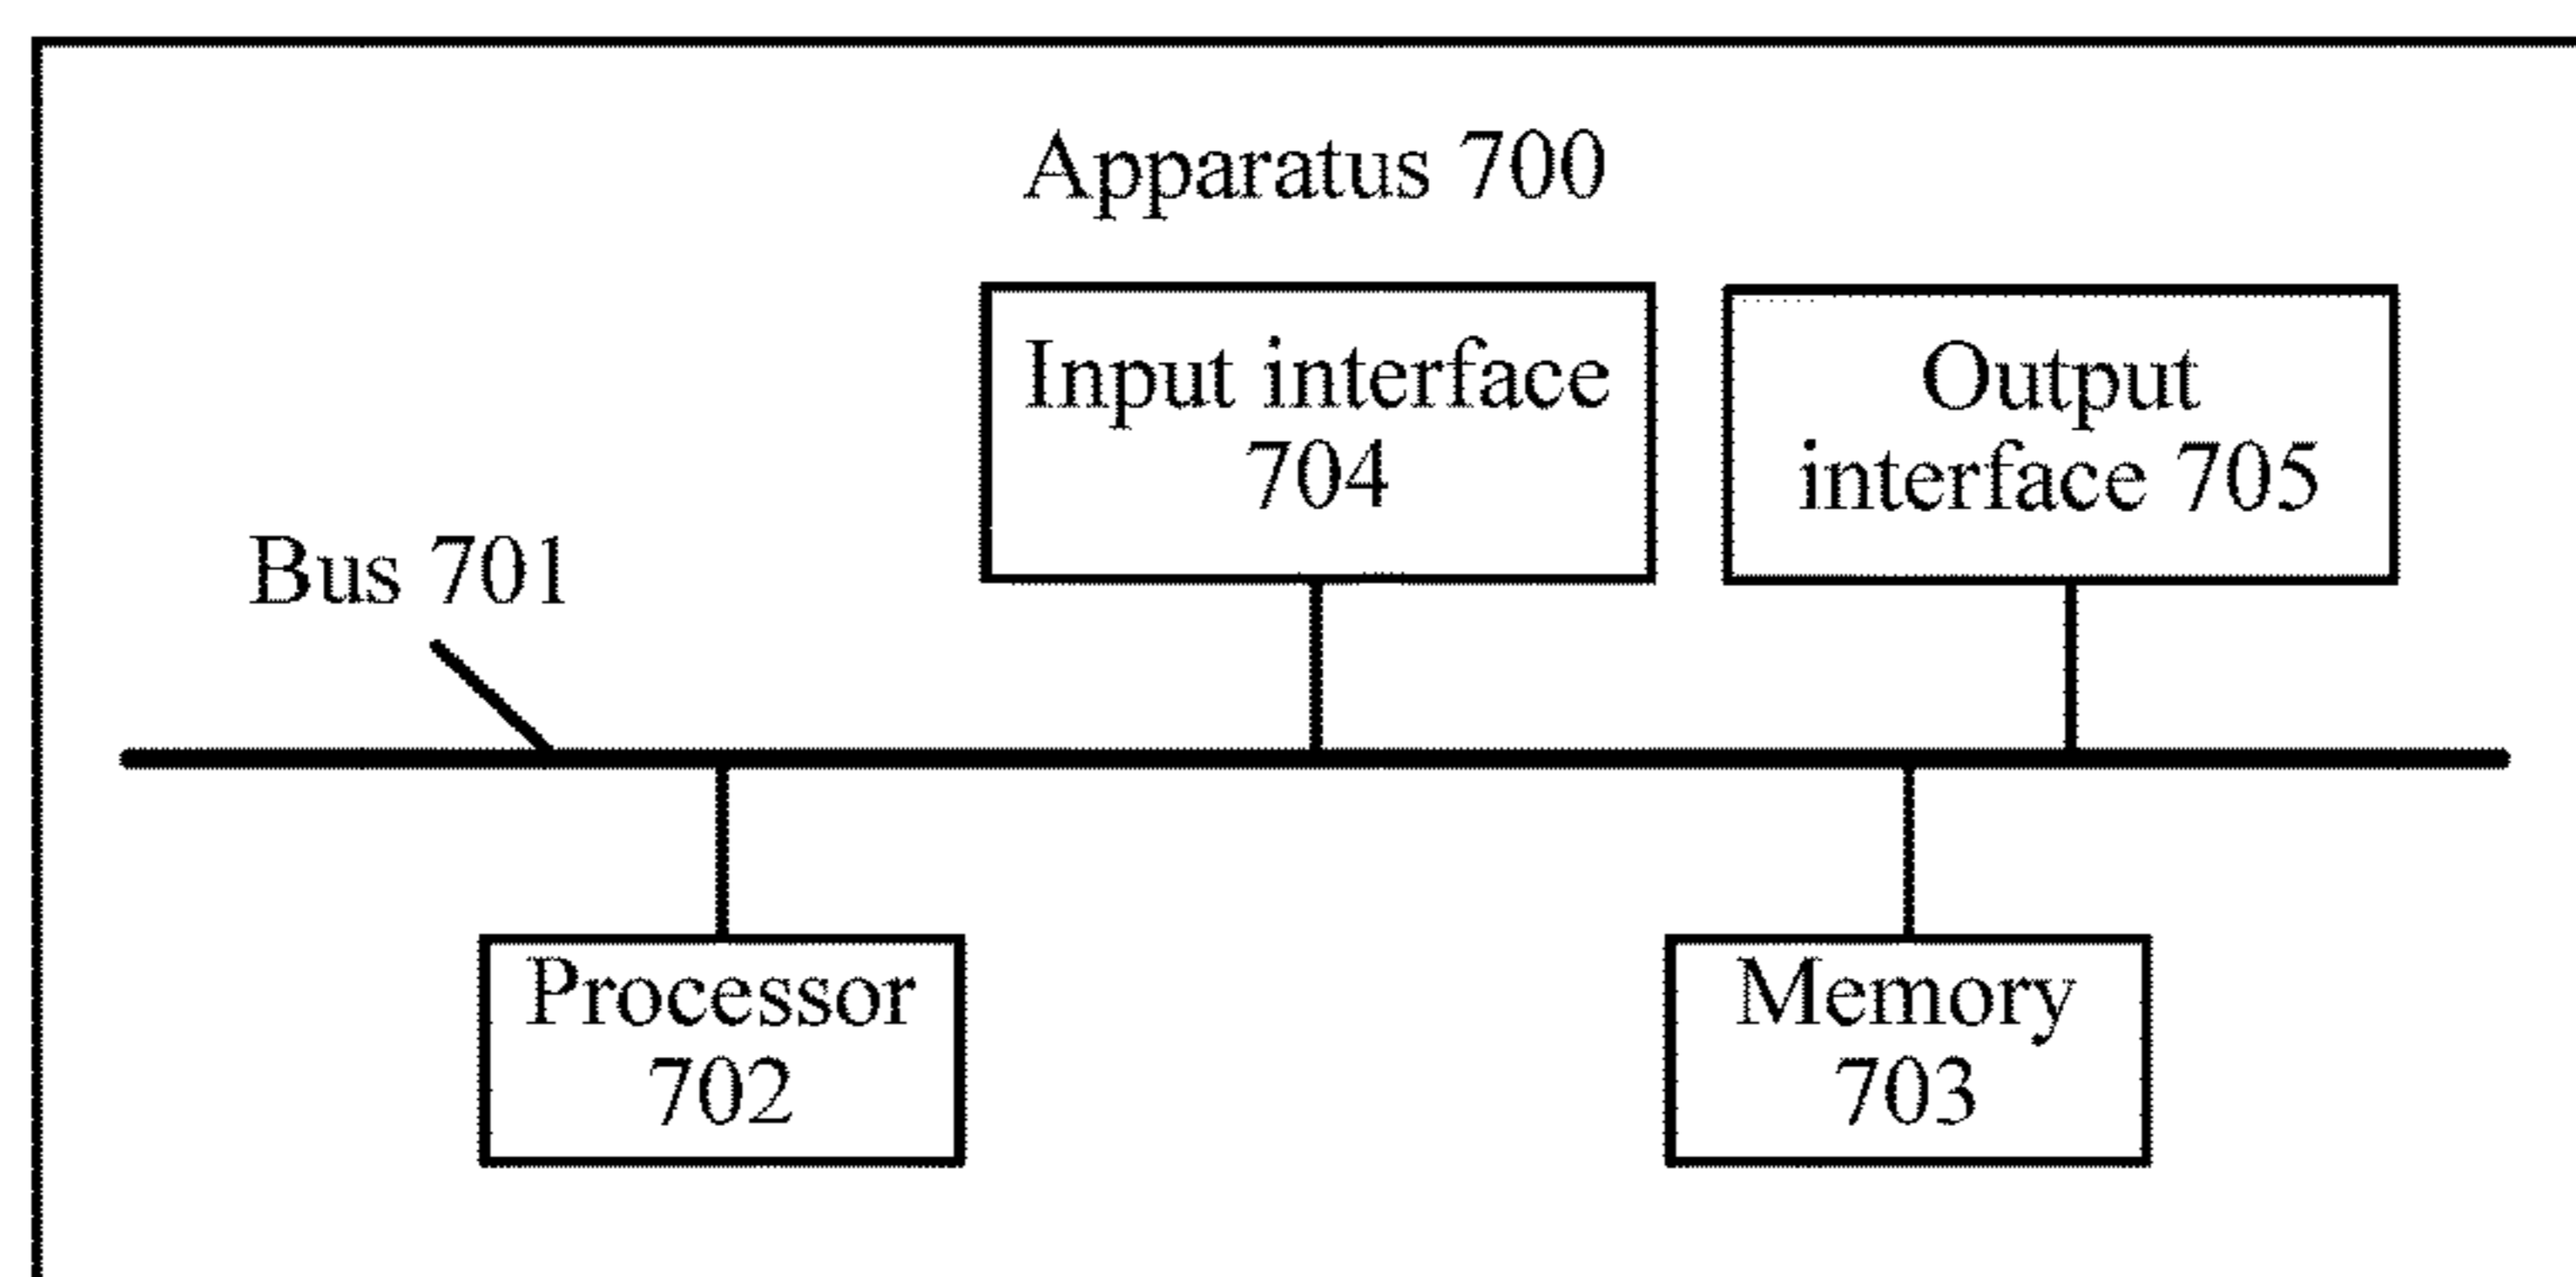 Apparatus 700
Input interface
704
Output
interface 705
Bus 701
Processor
702
Memory
703